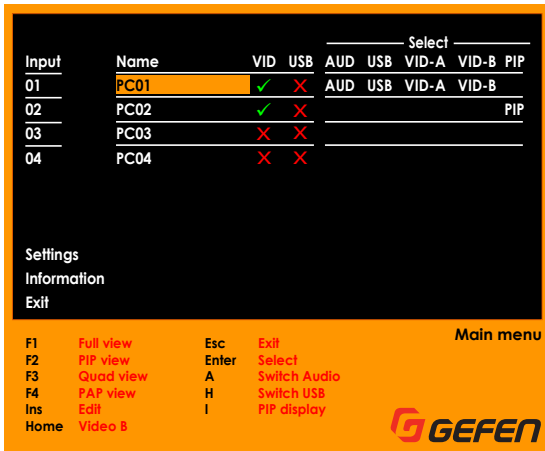 Select
Input Name VID USB AUD USB VID-A VID-B PIP
01 PC01 ✓ X AUD USB VID-A VID-B
02 PC02 ✓ X PIP
03 PC03 X X
04 PC04 X X
Settings
Information
Exit
Main menu
F1 Full view Esc Exit
F2 PIP view Enter Select
F3 Quad view A Switch Audio
F4 PAP view H Switch USB
Ins Edit I PIP display
Home Video B
GEFEN